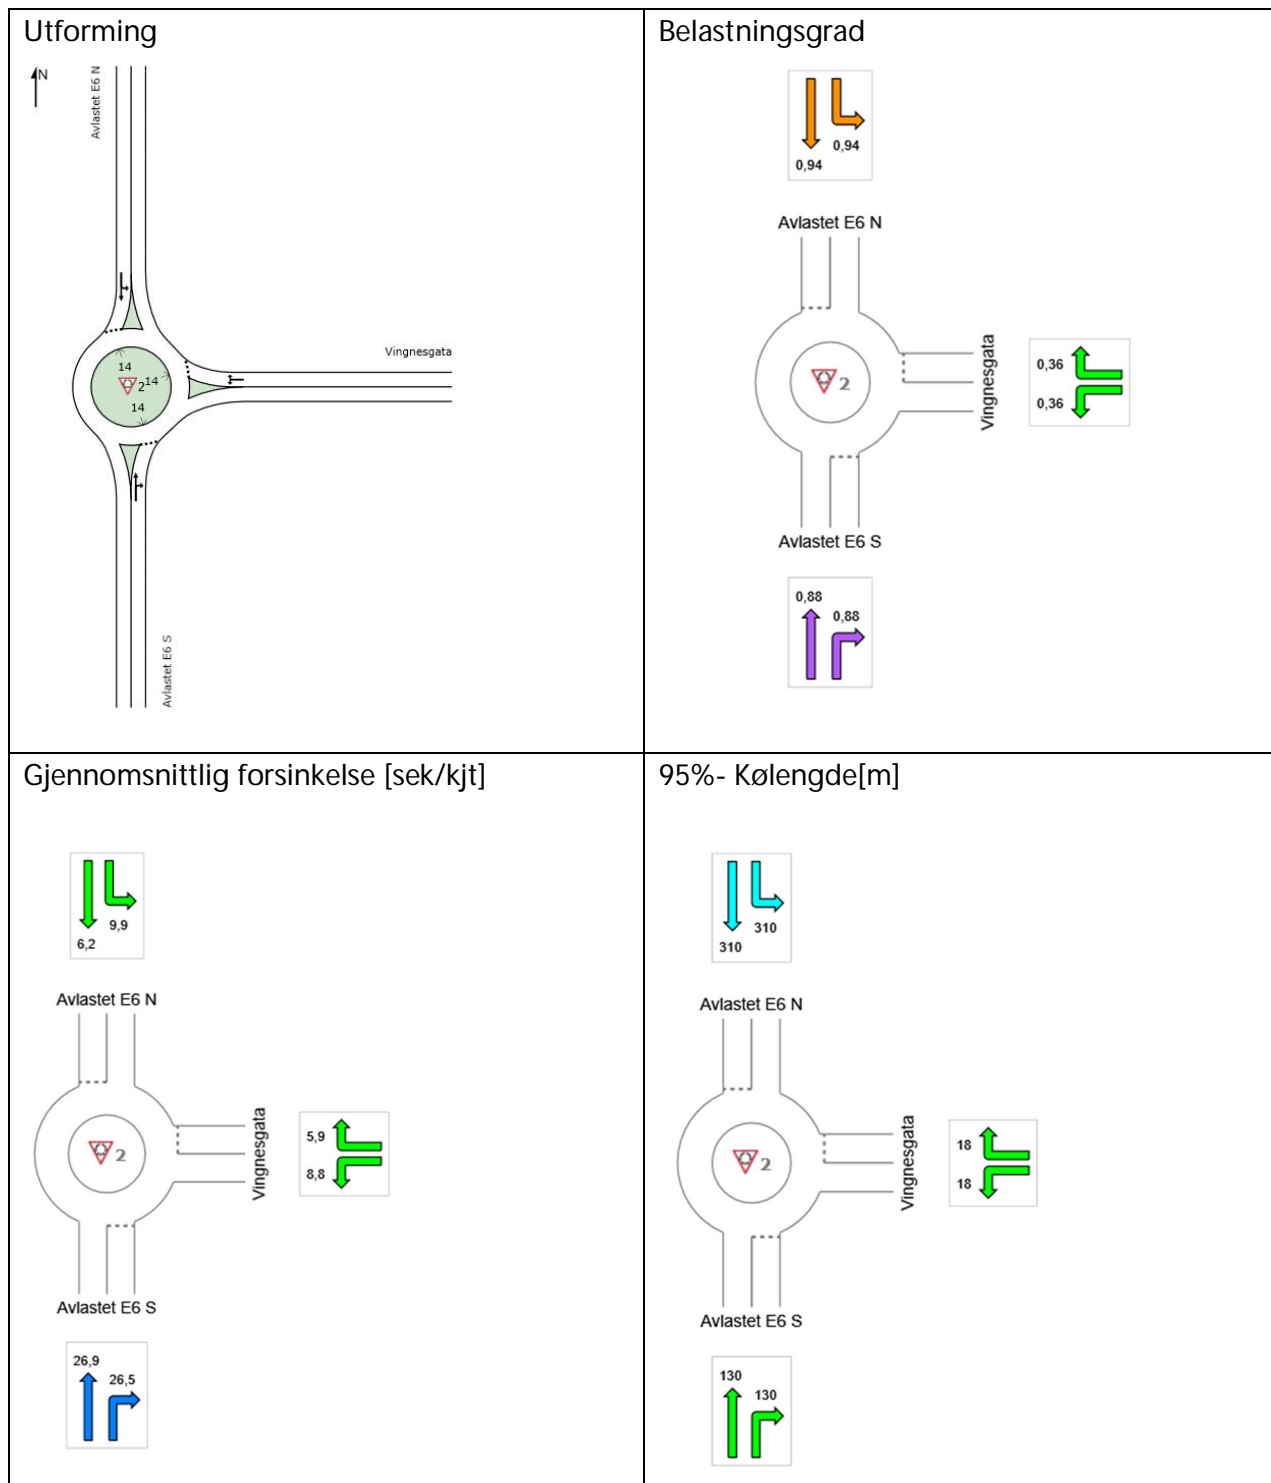 Utforming
N
Avlastet E6 N
Vingnesgata
14
2
14
14
Avlastet E6 S
Belastningsgrad
0,94
0,94
Avlastet E6 N
2
Vingnesgata
0,36
0,36
Avlastet E6 S
0,88
0,88
Gjennomsnittlig forsinkelse [sek/kjt]
9,9
6,2
Avlastet E6 N
2
Vingnesgata
5,9
8,8
Avlastet E6 S
26,9
26,5
95%- Kølengde[m]
310
310
Avlastet E6 N
2
Vingnesgata
18
18
Avlastet E6 S
130
130